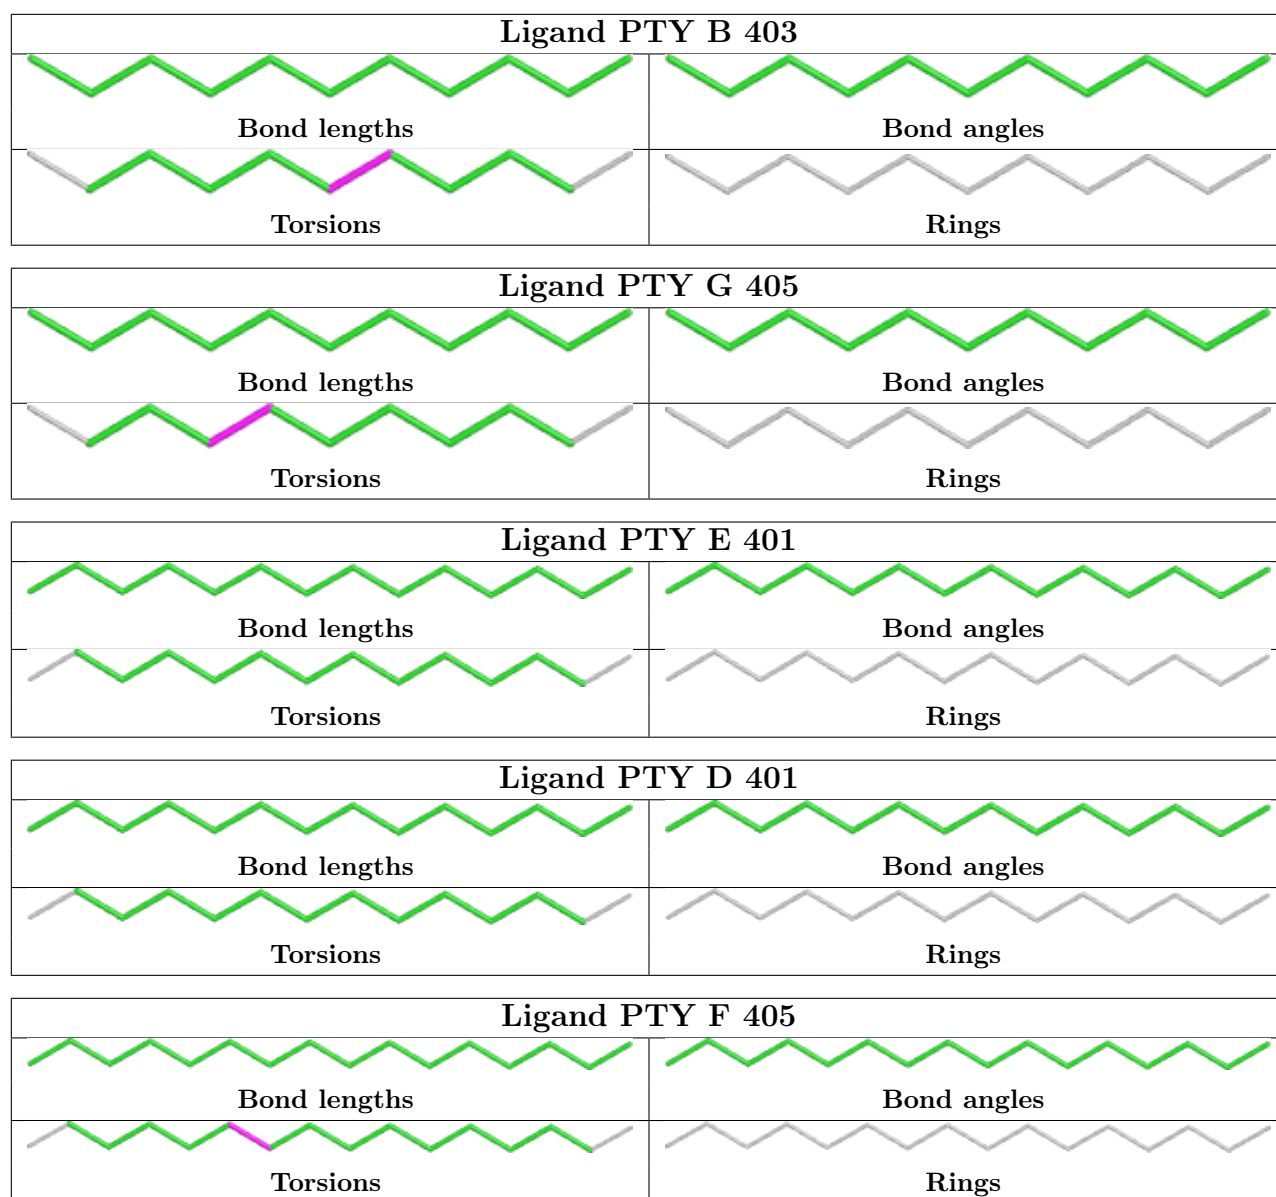 Ligand PTY B 403
Bond lengths Bond angles
Torsions Rings
Ligand PTY G 405
Bond lengths Bond angles
Torsions Rings
Ligand PTY E 401
Bond lengths Bond angles
Torsions Rings
Ligand PTY D 401
Bond lengths Bond angles
Torsions Rings
Ligand PTY F 405
Bond lengths Bond angles
Torsions Rings